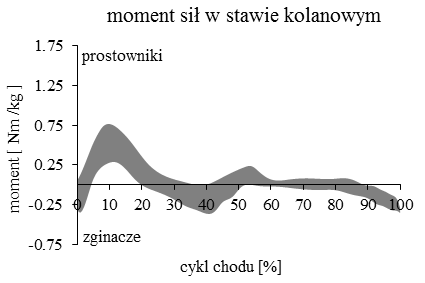 moment sił w stawie kolanowym
1.75
prostowniki
1.25
0.75
0.25
-0.25
-0.75
moment [ Nm /kg ]
0 10 20 30 40 50 60 70 80 90 100
zginacze
cykl chodu [%]